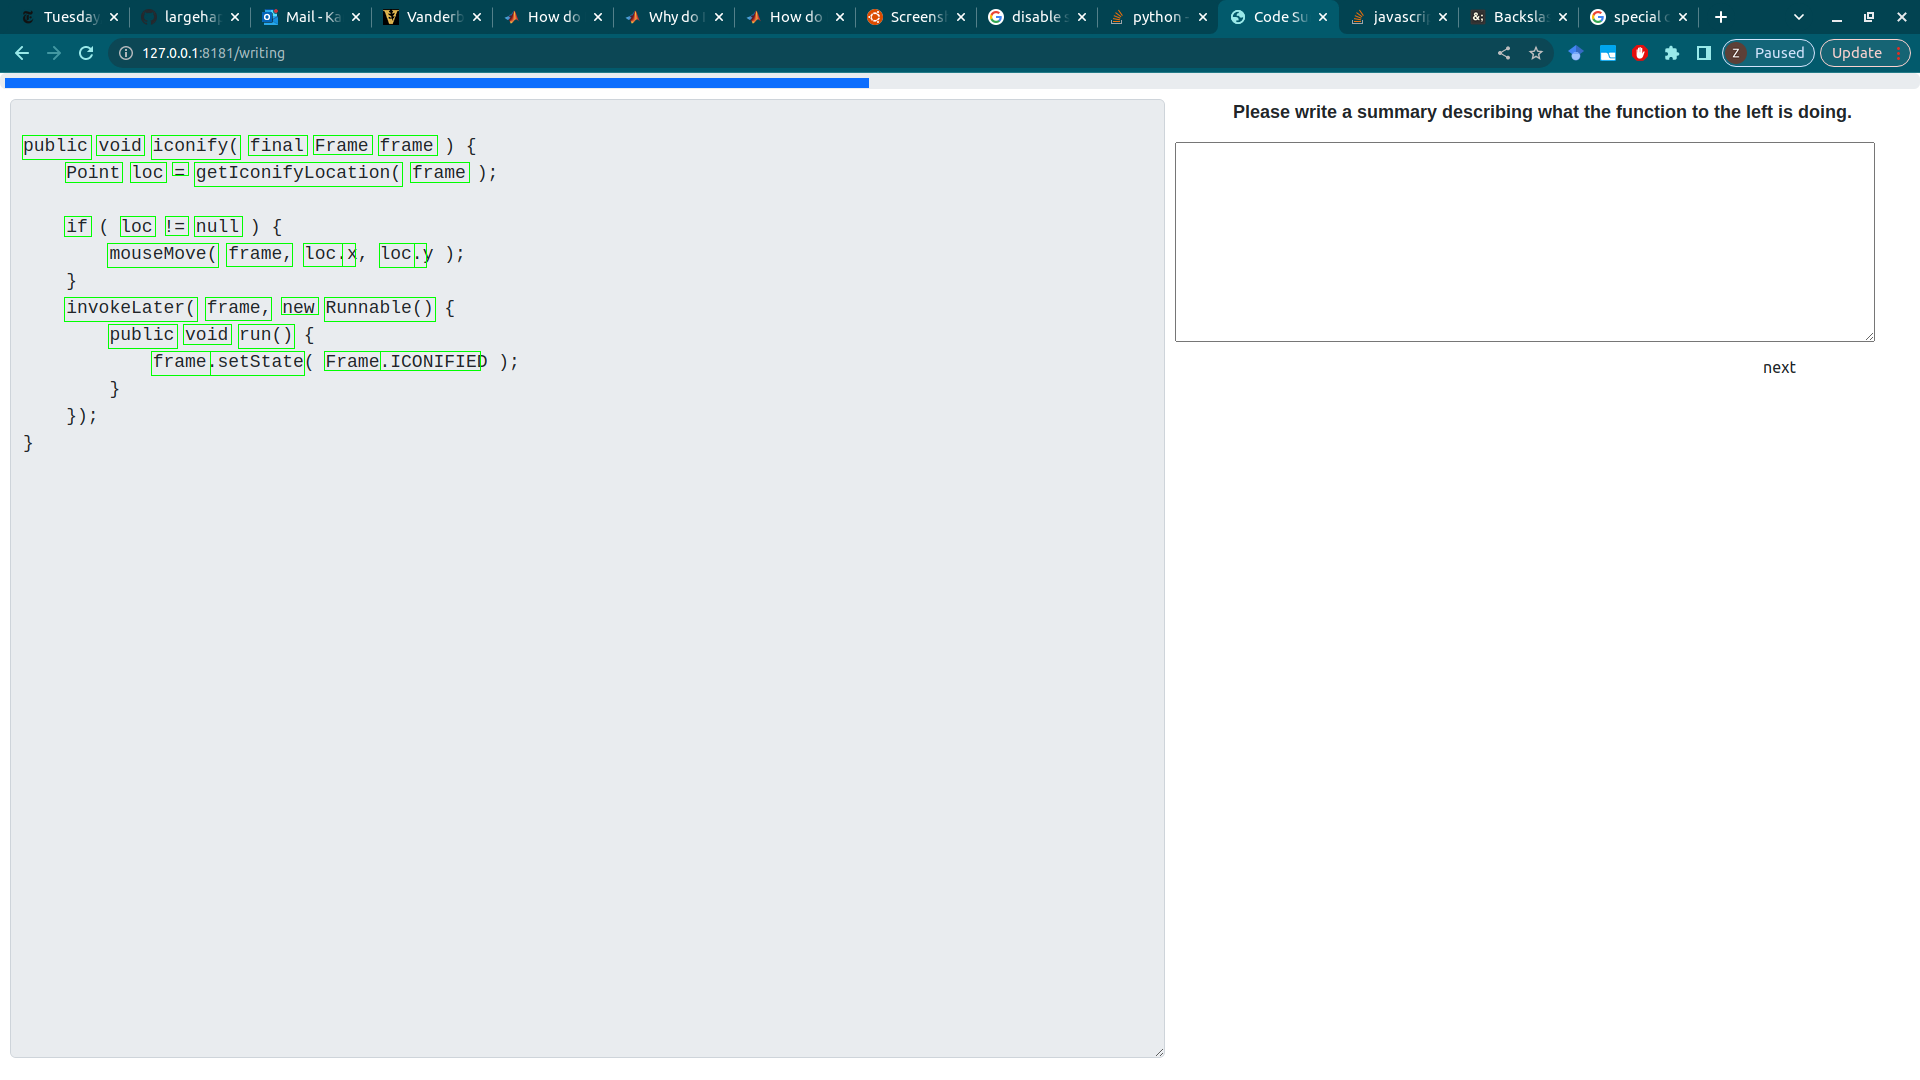 Tuesday
largehap
Mail - Ka
Vanderb
How do
Why do
How do
Screens
disable s
python -
Code Su
javascri
Backsla
special c
127.0.0.1:8181/writing
Z Paused
Update
public void iconify( final Frame frame ) {
Point loc = getIconifyLocation( frame );
if ( loc != null ) {
mouseMove( frame, loc.x, loc.y );
}
invokeLater( frame, new Runnable() {
public void run() {
frame.setState( Frame.ICONIFIED );
}
});
}
Please write a summary describing what the function to the left is doing.
next